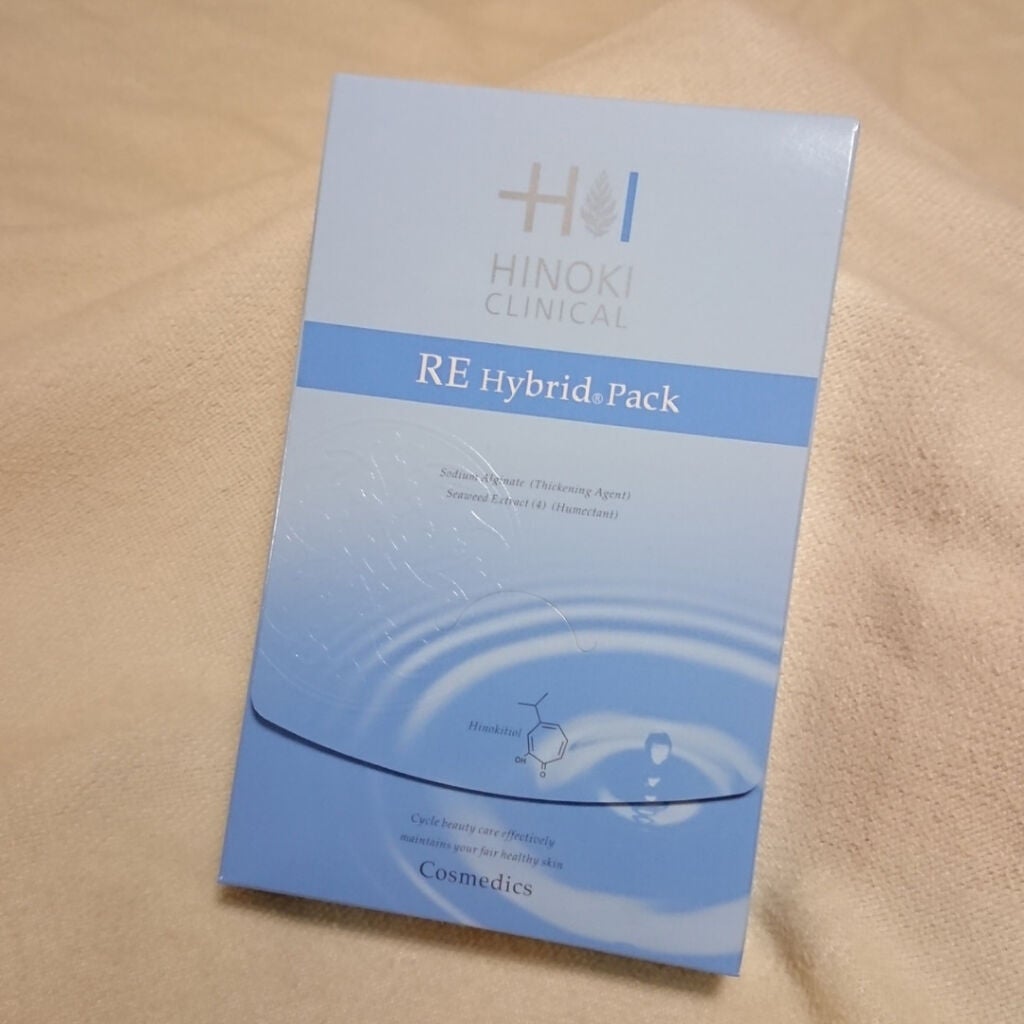 HI
HINOKI
CLINICAL
RE Hybrid® Pack
Sodium Alginate (Thickening Agent)
Seaweed Extract (4) (Humectant)
Hinokitiol
OH
O
Cycle beauty care effectively
maintains your fair healthy skin
Cosmedics